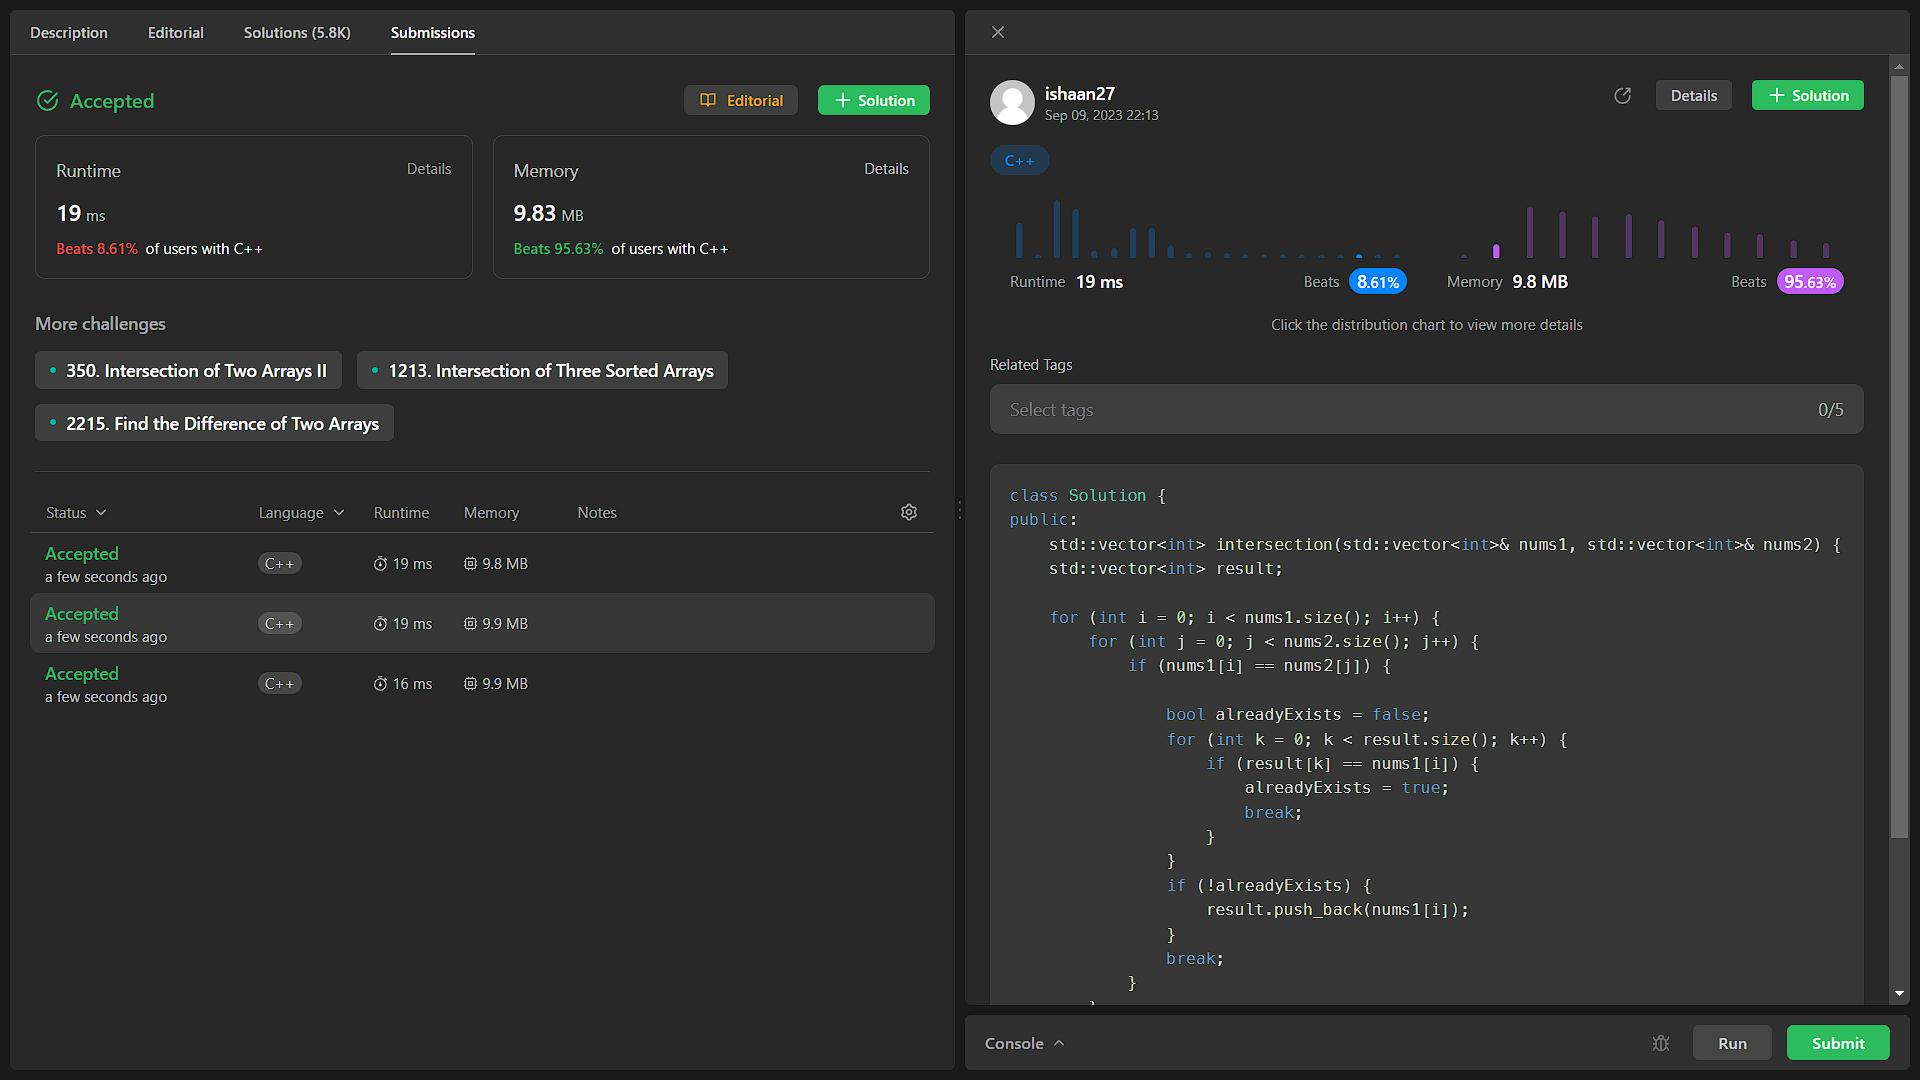 Description Editorial Solutions (5.8K) Submissions
Accepted Editorial + Solution
Runtime Details
19 ms
Beats 8.61% of users with C++
Memory Details
9.83 MB
Beats 95.63% of users with C++
More challenges
350. Intersection of Two Arrays II
1213. Intersection of Three Sorted Arrays
2215. Find the Difference of Two Arrays
Status Language Runtime Memory Notes
Accepted
a few seconds ago
C++ 19 ms 9.8 MB
Accepted
a few seconds ago
C++ 19 ms 9.9 MB
Accepted
a few seconds ago
C++ 16 ms 9.9 MB
ishaan27
Sep 09, 2023 22:13
Details + Solution
C++
Runtime 19 ms Beats 8.61% Memory 9.8 MB Beats 95.63%
Click the distribution chart to view more details
Related Tags
Select tags 0/5
class Solution {
public:
    std::vector<int> intersection(std::vector<int>& nums1, std::vector<int>& nums2) {
    std::vector<int> result;
    for (int i = 0; i < nums1.size(); i++) {
        for (int j = 0; j < nums2.size(); j++) {
            if (nums1[i] == nums2[j]) {
                bool alreadyExists = false;
                for (int k = 0; k < result.size(); k++) {
                    if (result[k] == nums1[i]) {
                        alreadyExists = true;
                        break;
                    }
                }
                if (!alreadyExists) {
                    result.push_back(nums1[i]);
                }
                break;
            }
Console Run Submit